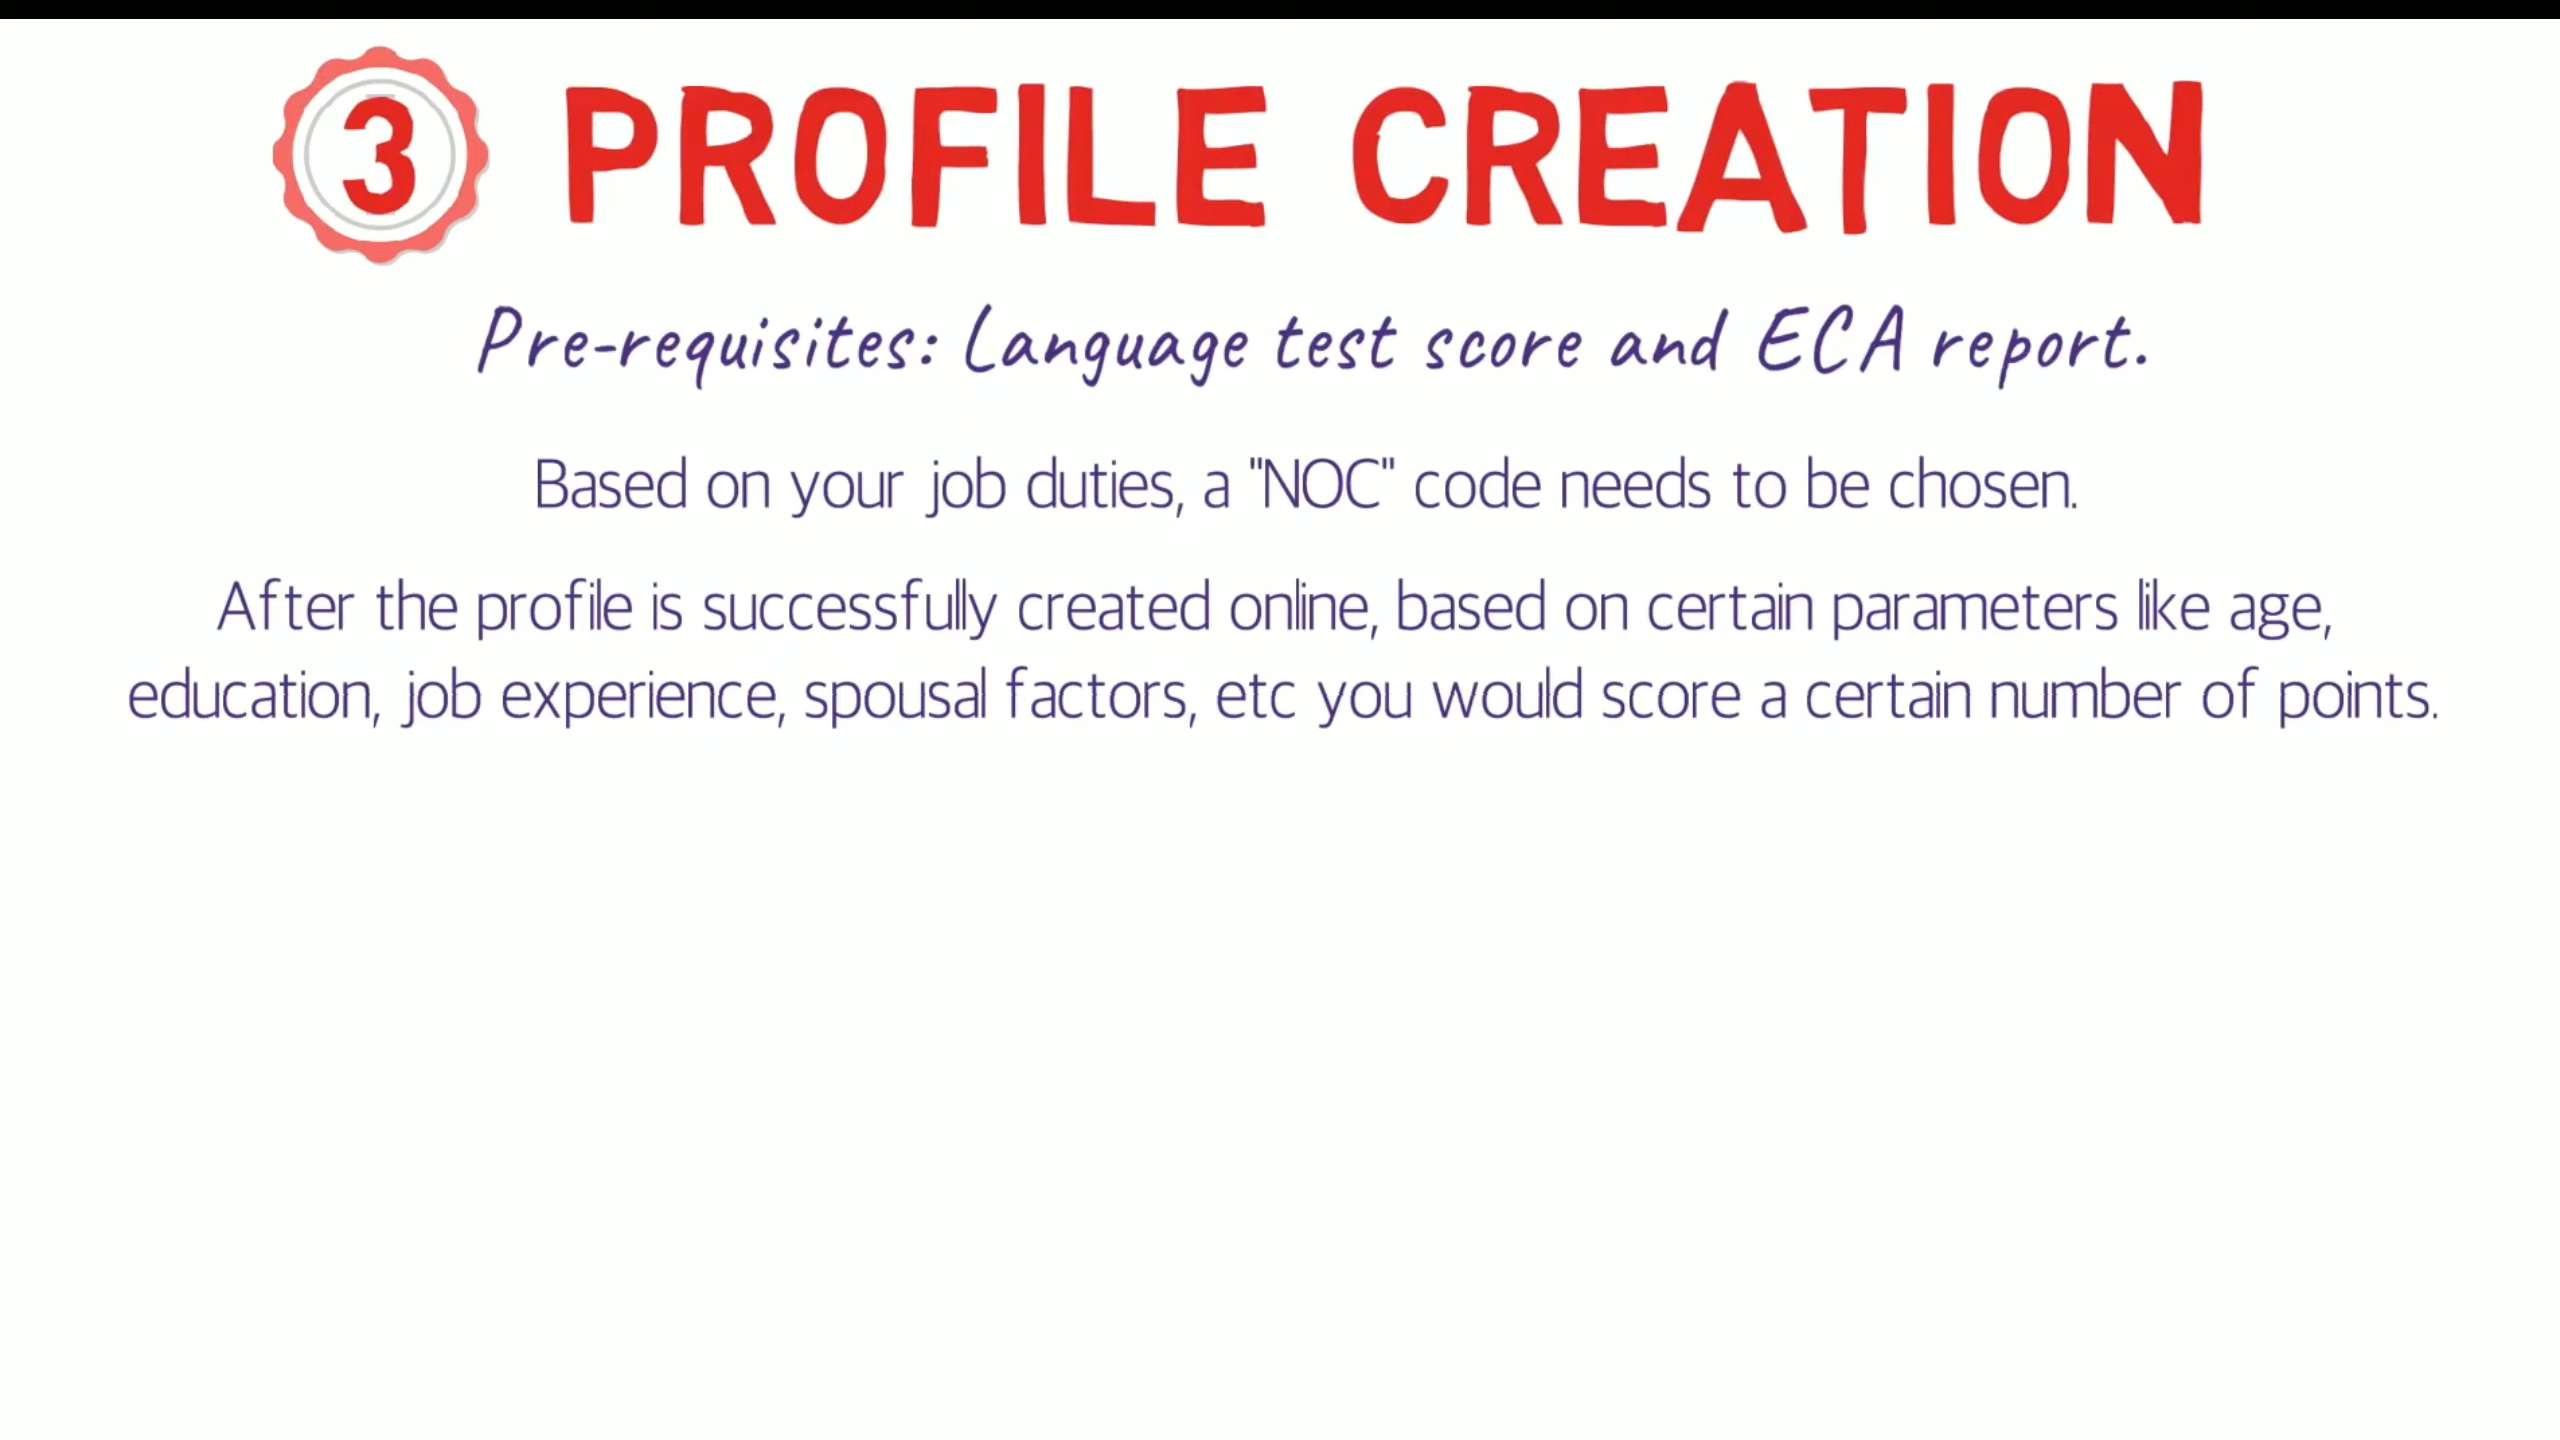 3 PROFILE CREATION
Pre-requisites: Language test score and ECA report.
Based on your job duties, a "NOC" code needs to be chosen.
After the profile is successfully created online, based on certain parameters like age,
education, job experience, spousal factors, etc you would score a certain number of points.